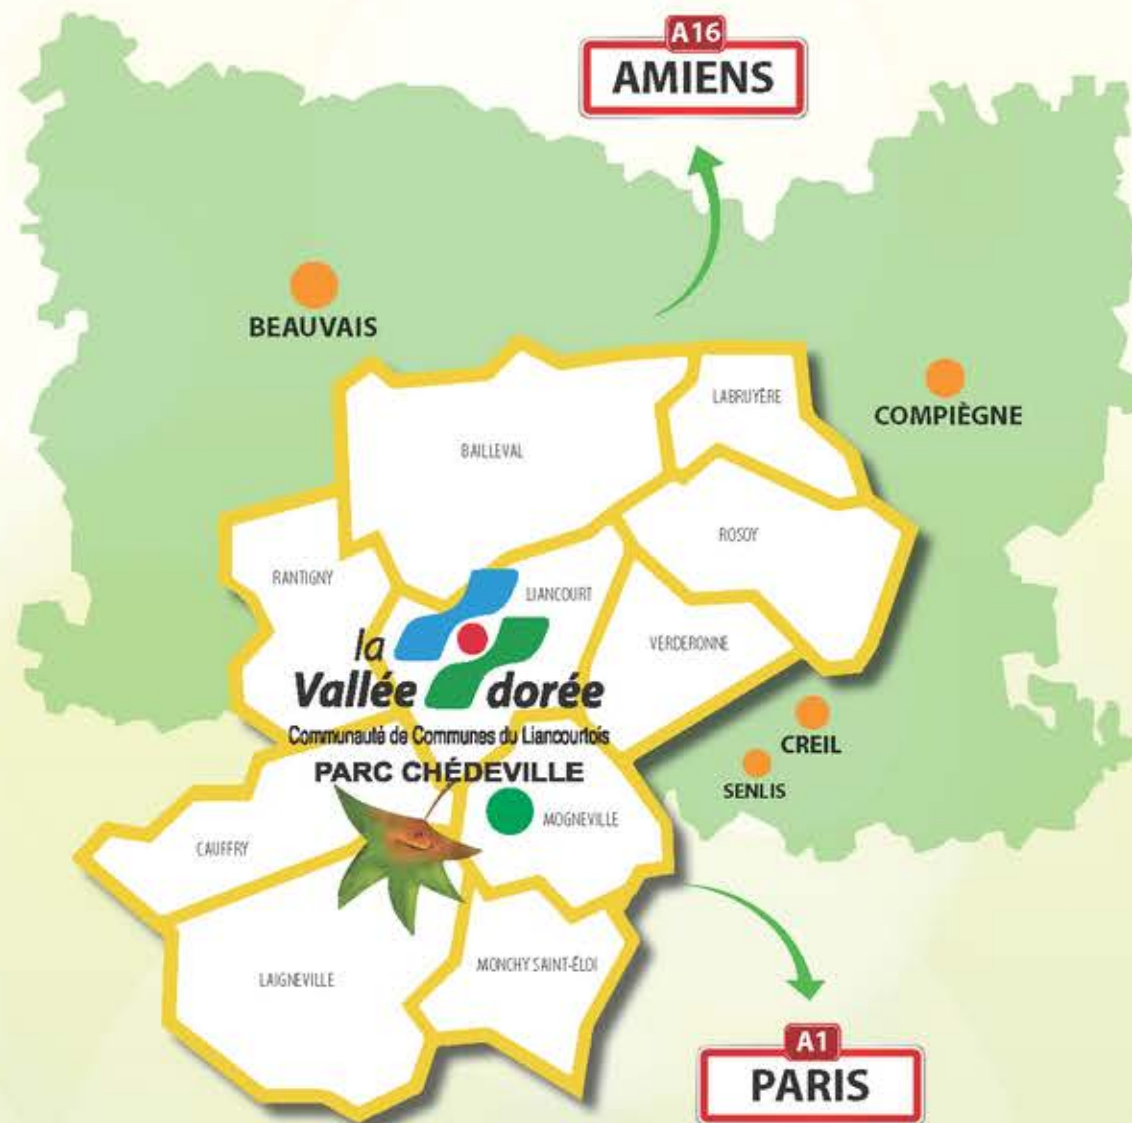 A16
AMIENS
BEAUVAIS
COMPIÈGNE
LABRUYÈRE
BAILLEVAL
ROSOY
RANTIGNY
LIANCOURT
VERDERONNE
la
Vallée dorée
Communauté de Communes du Liancourtois
PARC CHÉDEVILLE
CREIL
SENLIS
MOGNEVILLE
CAUFFRY
MONCHY SAINT-ÉLOI
LAIGNEVILLE
A1
PARIS